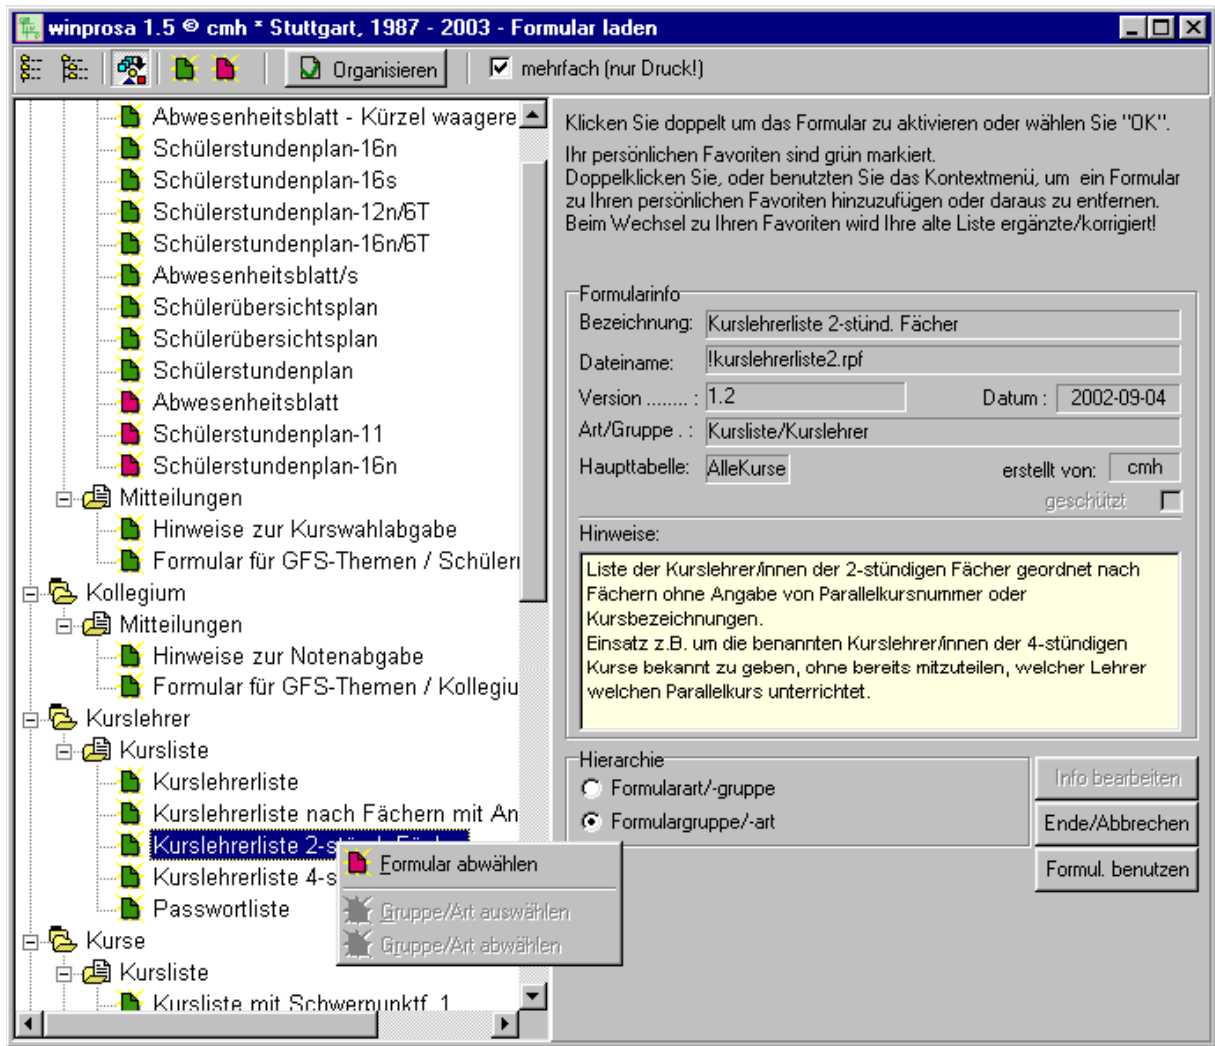 winprosa 1.5 © cmh * Stuttgart, 1987 - 2003 - Formular laden
Organisieren
mehrfach (nur Druck!)
Abwesenheitsblatt - Kürzel waagere
Schülerstundenplan-16n
Schülerstundenplan-16s
Schülerstundenplan-12n/6T
Schülerstundenplan-16n/6T
Abwesenheitsblatt/s
Schülerübersichtsplan
Schülerübersichtsplan
Schülerstundenplan
Abwesenheitsblatt
Schülerstundenplan-11
Schülerstundenplan-16n
Mitteilungen
Hinweise zur Kurswahlabgabe
Formular für GFS-Themen / Schülerı
Kollegium
Mitteilungen
Hinweise zur Notenabgabe
Formular für GFS-Themen / Kollegiu
Kurslehrer
Kursliste
Kurslehrerliste
Kurslehrerliste nach Fächern mit An
Kurslehrerliste 2-stünd. Fächer
Kurslehrerliste 4-s
Passwortliste
Kurse
Kursliste
Kursliste mit Schwerpunktf. 1
Formular abwählen
Gruppe/Art auswählen
Gruppe/Art abwählen
Klicken Sie doppelt um das Formular zu aktivieren oder wählen Sie "OK".
Ihr persönlichen Favoriten sind grün markiert.
Doppelklicken Sie, oder benutzten Sie das Kontextmenü, um ein Formular
zu Ihren persönlichen Favoriten hinzuzufügen oder daraus zu entfernen.
Beim Wechsel zu Ihren Favoriten wird Ihre alte Liste ergänzte/korrigiert!
Formularinfo
Bezeichnung: Kurslehrerliste 2-stünd. Fächer
Dateiname: !kurslehrerliste2.rpf
Version ........ : 1.2 Datum : 2002-09-04
Art/Gruppe . : Kursliste/Kurslehrer
Haupttabelle: AlleKurse erstellt von: cmh
geschützt
Hinweise:
Liste der Kurslehrer/innen der 2-stündigen Fächer geordnet nach
Fächern ohne Angabe von Parallelkursnummer oder
Kursbezeichnungen.
Einsatz z.B. um die benannten Kurslehrer/innen der 4-stündigen
Kurse bekannt zu geben, ohne bereits mitzuteilen, welcher Lehrer
welchen Parallelkurs unterrichtet.
Hierarchie
Formularart/-gruppe
Formulargruppe/-art
Info bearbeiten
Ende/Abbrechen
Formul. benutzen